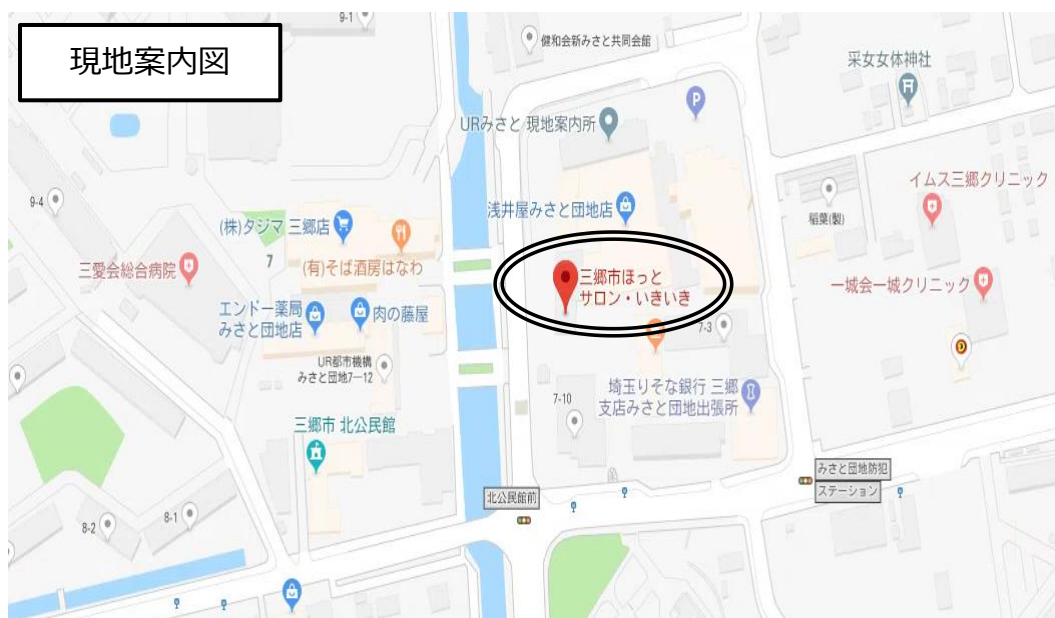 現地案内図
9-1
健和会新みさと共同会館
采女女体神社
URみさと 現地案内所
イムス三郷クリニック
9-4
浅井屋みさと団地店
稲葉(製)
(株)タジマ 三郷店
三愛会総合病院
7
(有)そば酒房はなわ
三郷市ほっと
サロン・いきいき
一城会一城クリニック
エンドー薬局
みさと団地店
肉の藤屋
7-3
UR都市機構
みさと団地7ー12
埼玉りそな銀行 三郷
支店みさと団地出張所
7-10
三郷市 北公民館
みさと団地防犯
ステーション
北公民館前
8-2
8-1